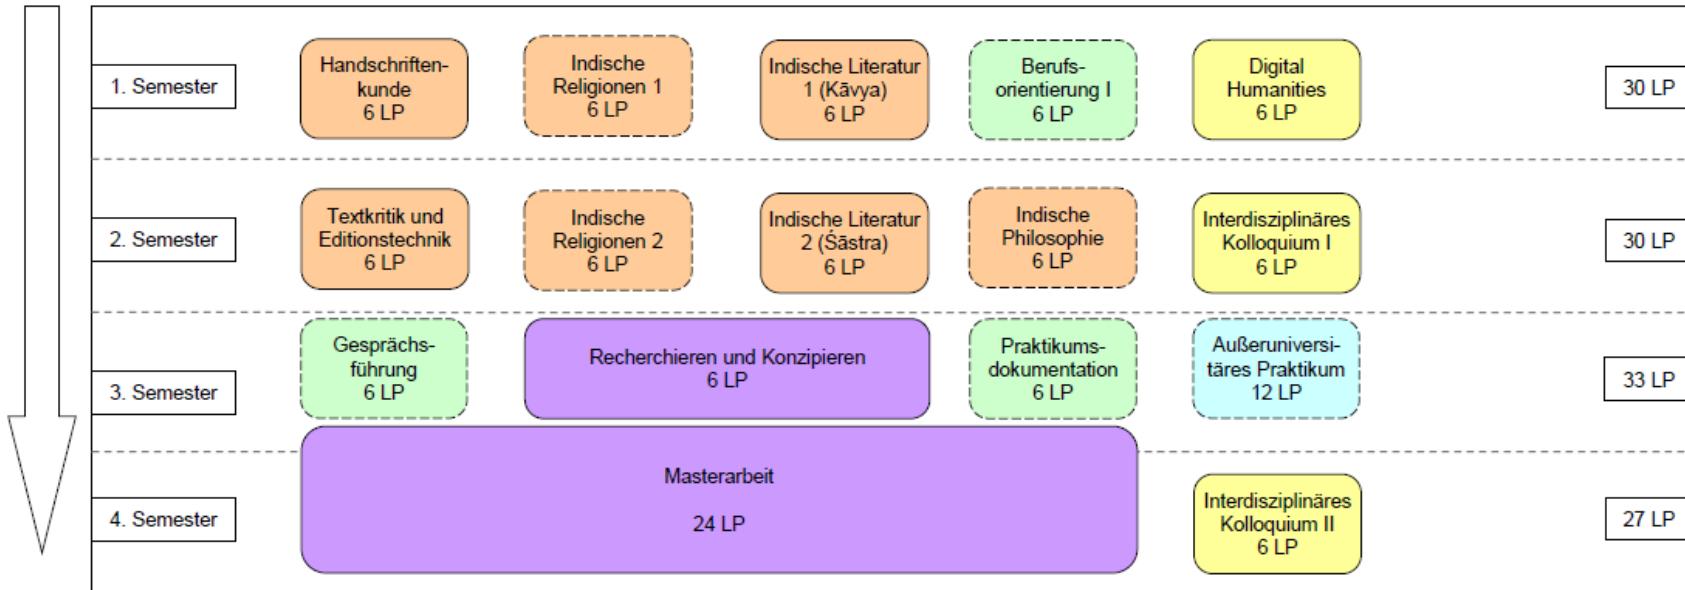 1. Semester
Handschriften-
kunde
6 LP
Indische
Religionen 1
6 LP
Indische Literatur
1 (Kāvya)
6 LP
Berufs-
orientierung I
6 LP
Digital
Humanities
6 LP
30 LP
2. Semester
Textkritik und
Editionstechnik
6 LP
Indische
Religionen 2
6 LP
Indische Literatur
2 (Śāstra)
6 LP
Indische
Philosophie
6 LP
Interdisziplinäres
Kolloquium I
6 LP
30 LP
3. Semester
Gesprächs-
führung
6 LP
Recherchieren und Konzipieren
6 LP
Praktikums-
dokumentation
6 LP
Außeruniversi-
täres Praktikum
12 LP
33 LP
4. Semester
Masterarbeit
24 LP
Interdisziplinäres
Kolloquium II
6 LP
27 LP